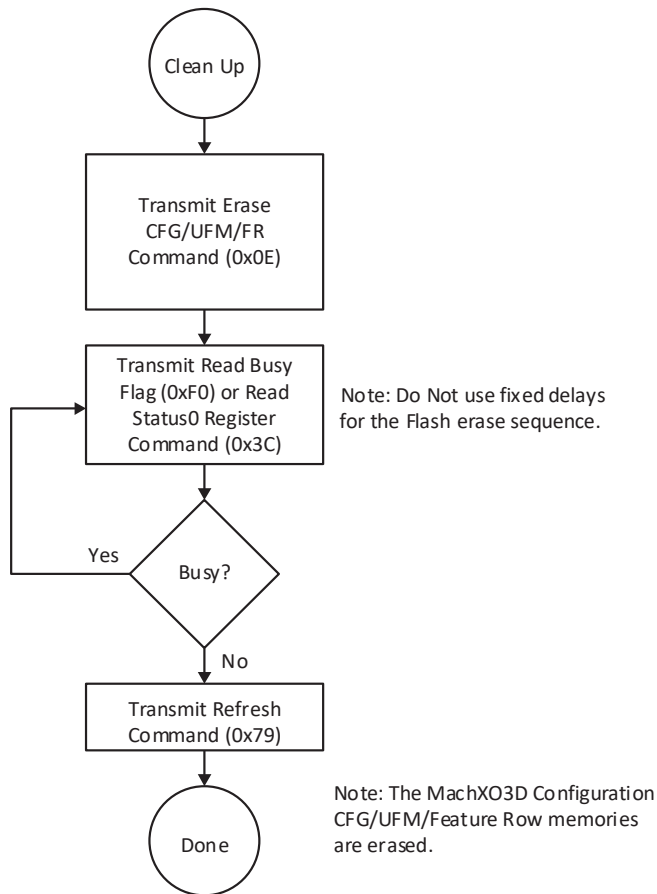 Clean Up
Transmit Erase
CFG/UFM/FR
Command (0x0E)
Transmit Read Busy
Flag (0xF0) or Read
Status0 Register
Command (0x3C)
Note: Do Not use fixed delays
for the Flash erase sequence.
Yes
Busy?
No
Transmit Refresh
Command (0x79)
Note: The MachXO3D Configuration
CFG/UFM/Feature Row memories
are erased.
Done